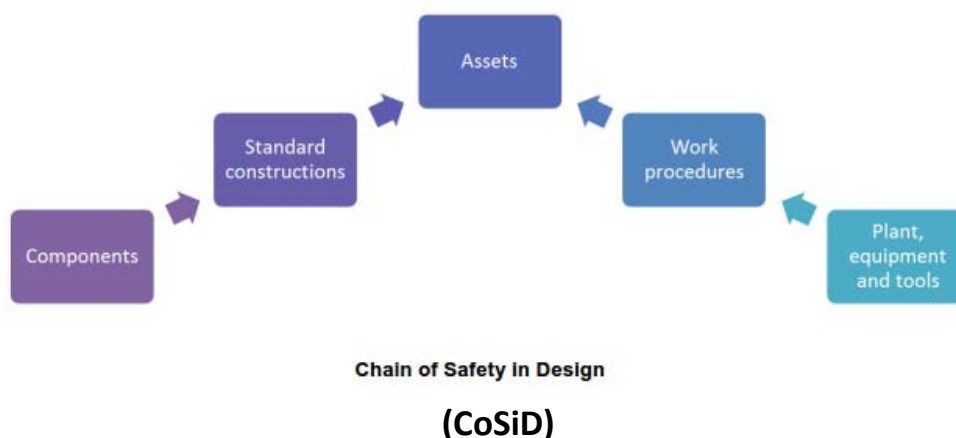 Assets
Standard
constructions
Work
procedures
Components
Plant,
equipment
and tools
Chain of Safety in Design
(CoSiD)